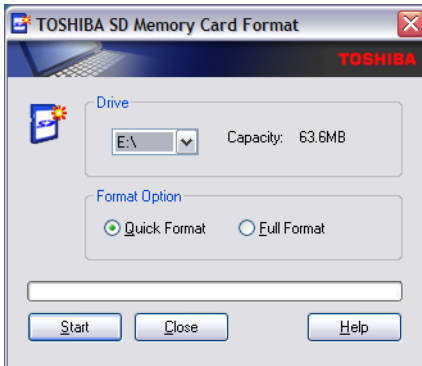 TOSHIBA SD Memory Card Format
TOSHIBA
Drive
E:\ Capacity: 63.6MB
Format Option
Quick Format Full Format
Start Close Help